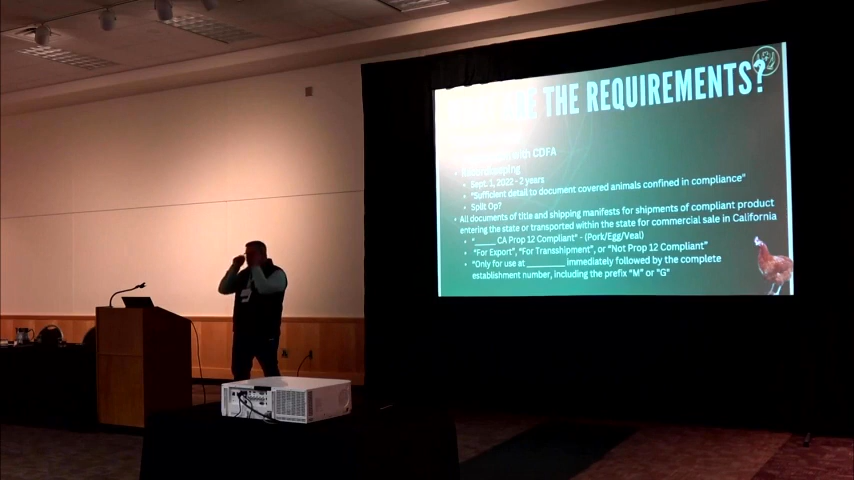 THE REQUIREMENTS?
with CDFA
Sept. 1, 2022 - 2 years
"Sufficient detail to document covered animals confined in compliance"
Split Op?
All documents of title and shipping manifests for shipments of compliant product
entering the state or transported within the state for commercial sale in California
"______ CA Prop 12 Compliant" - (Pork/Egg/Veal)
"For Export", "For Transshipment", or "Not Prop 12 Compliant"
"Only for use at ________ immediately followed by the complete
establishment number, including the prefix "M" or "G"